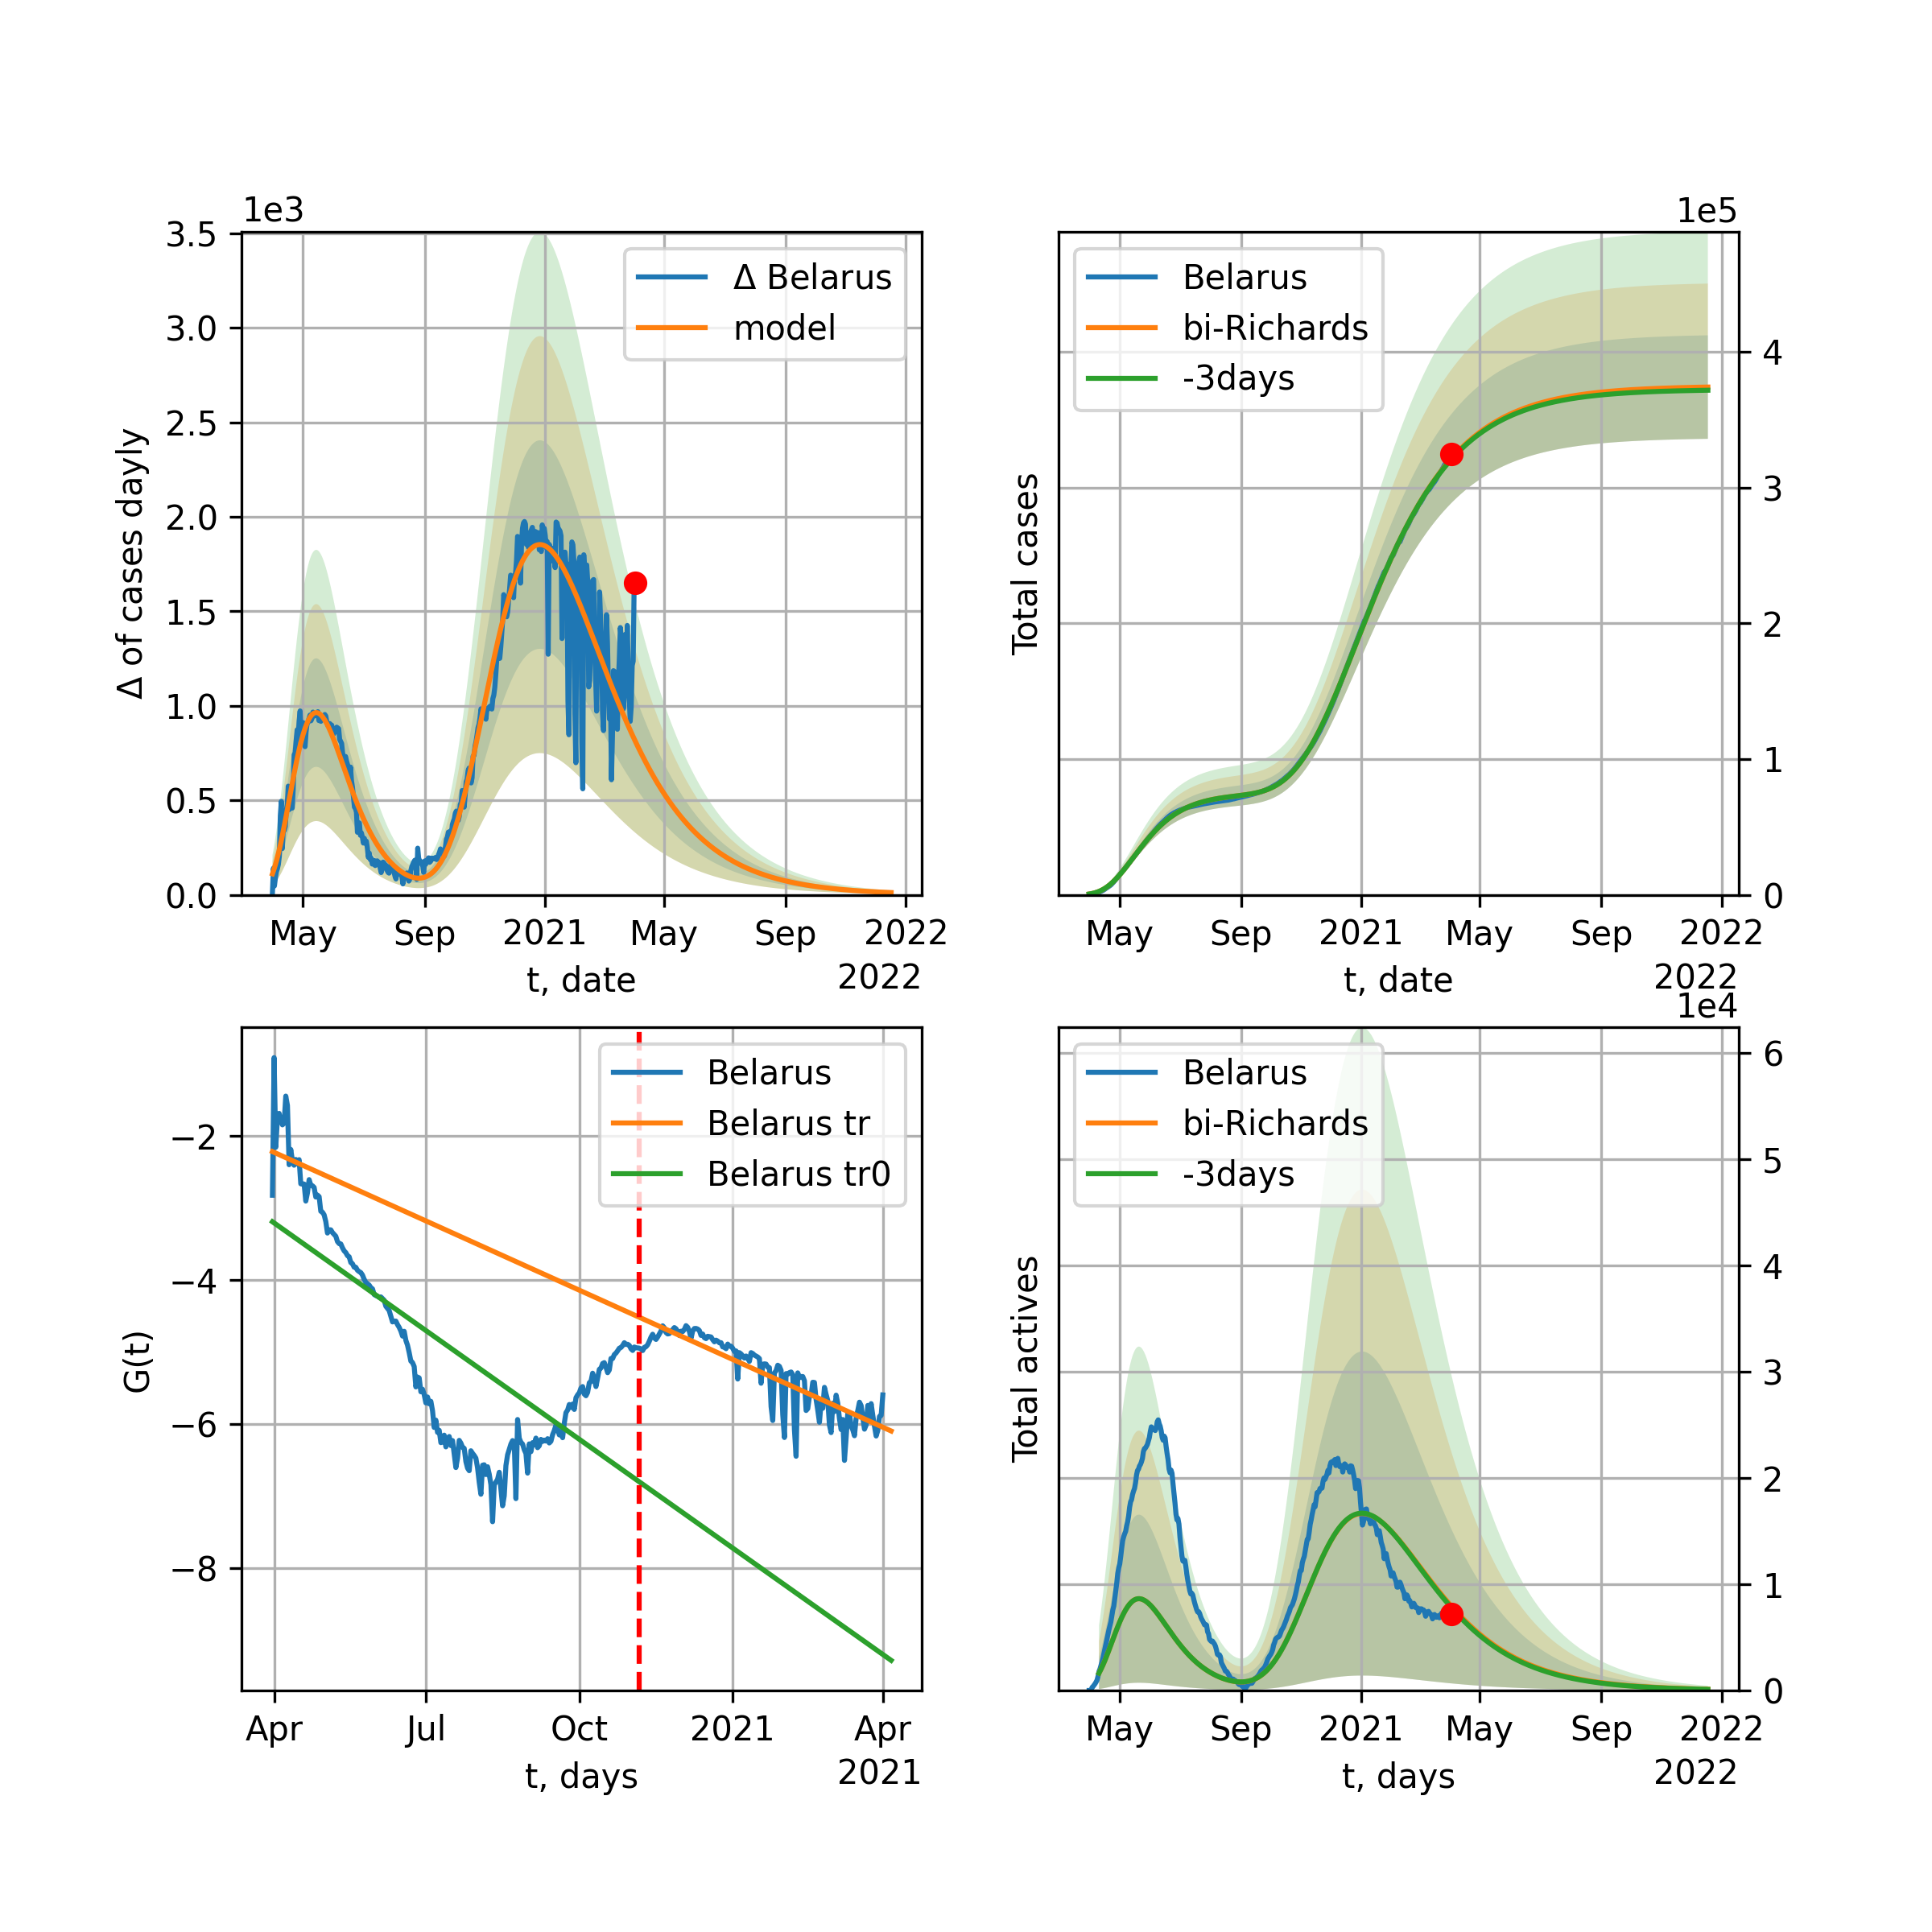 1e3
3.5
3.0
2.5
2.0
1.5
1.0
0.5
0.0
Δ of cases dayly
Δ Belarus
model
May Sep 2021 May Sep 2022
t, date
2022
1e5
Total cases
Belarus
bi-Richards
-3days
4
3
2
1
0
May Sep 2021 May Sep 2022
t, date
2022
G(t)
−2
−4
−6
−8
Belarus
Belarus tr
Belarus tr0
Apr Jul Oct 2021 Apr
t, days
2021
1e4
Total actives
Belarus
bi-Richards
-3days
6
5
4
3
2
1
0
May Sep 2021 May Sep 2022
t, days
2022